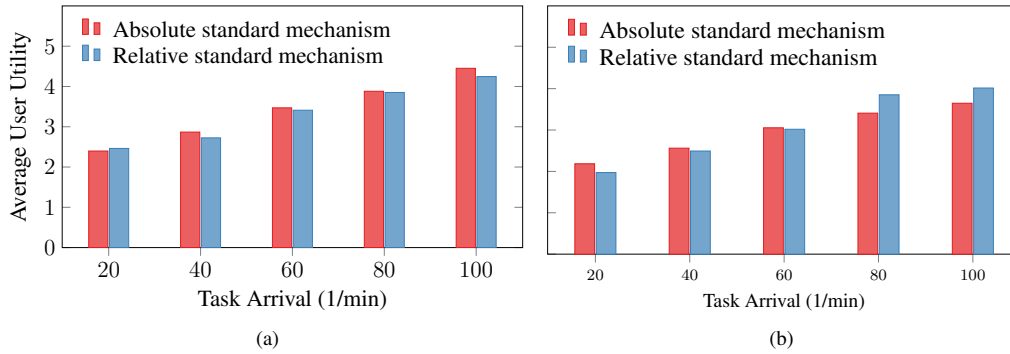 Absolute standard mechanism
Relative standard mechanism
5
4
3
2
1
0
Average User Utility
20 40 60 80 100
Task Arrival (1/min)
(a)
Absolute standard mechanism
Relative standard mechanism
20 40 60 80 100
Task Arrival (1/min)
(b)